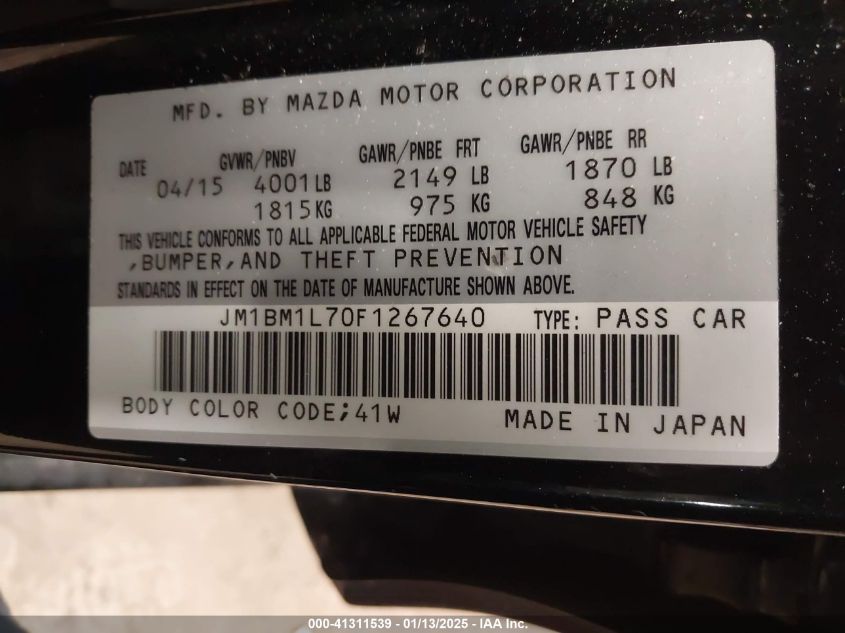 MFD. BY MAZDA MOTOR CORPORATION
DATE GVWR/PNBV GAWR/PNBE FRT GAWR/PNBE RR
04/15 4001 LB 2149 LB 1870 LB
1815 KG 975 KG 848 KG
THIS VEHICLE CONFORMS TO ALL APPLICABLE FEDERAL MOTOR VEHICLE SAFETY
,BUMPER,AND THEFT PREVENTION
STANDARDS IN EFFECT ON THE DATE OF MANUFACTURE SHOWN ABOVE.
JM1BM1L70F1267640 TYPE: PASS CAR
BODY COLOR CODE;41W MADE IN JAPAN
000-41311539 - 01/13/2025 - IAA Inc.